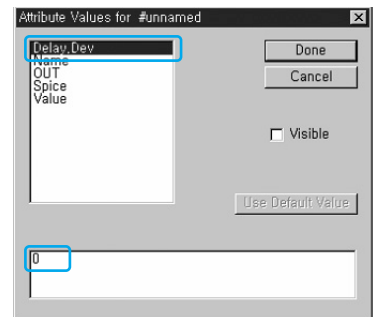 Attribute Values for #unnamed
Delay,Dev
Name
OUT
Spice
Value
Done
Cancel
Visible
Use Default Value
0